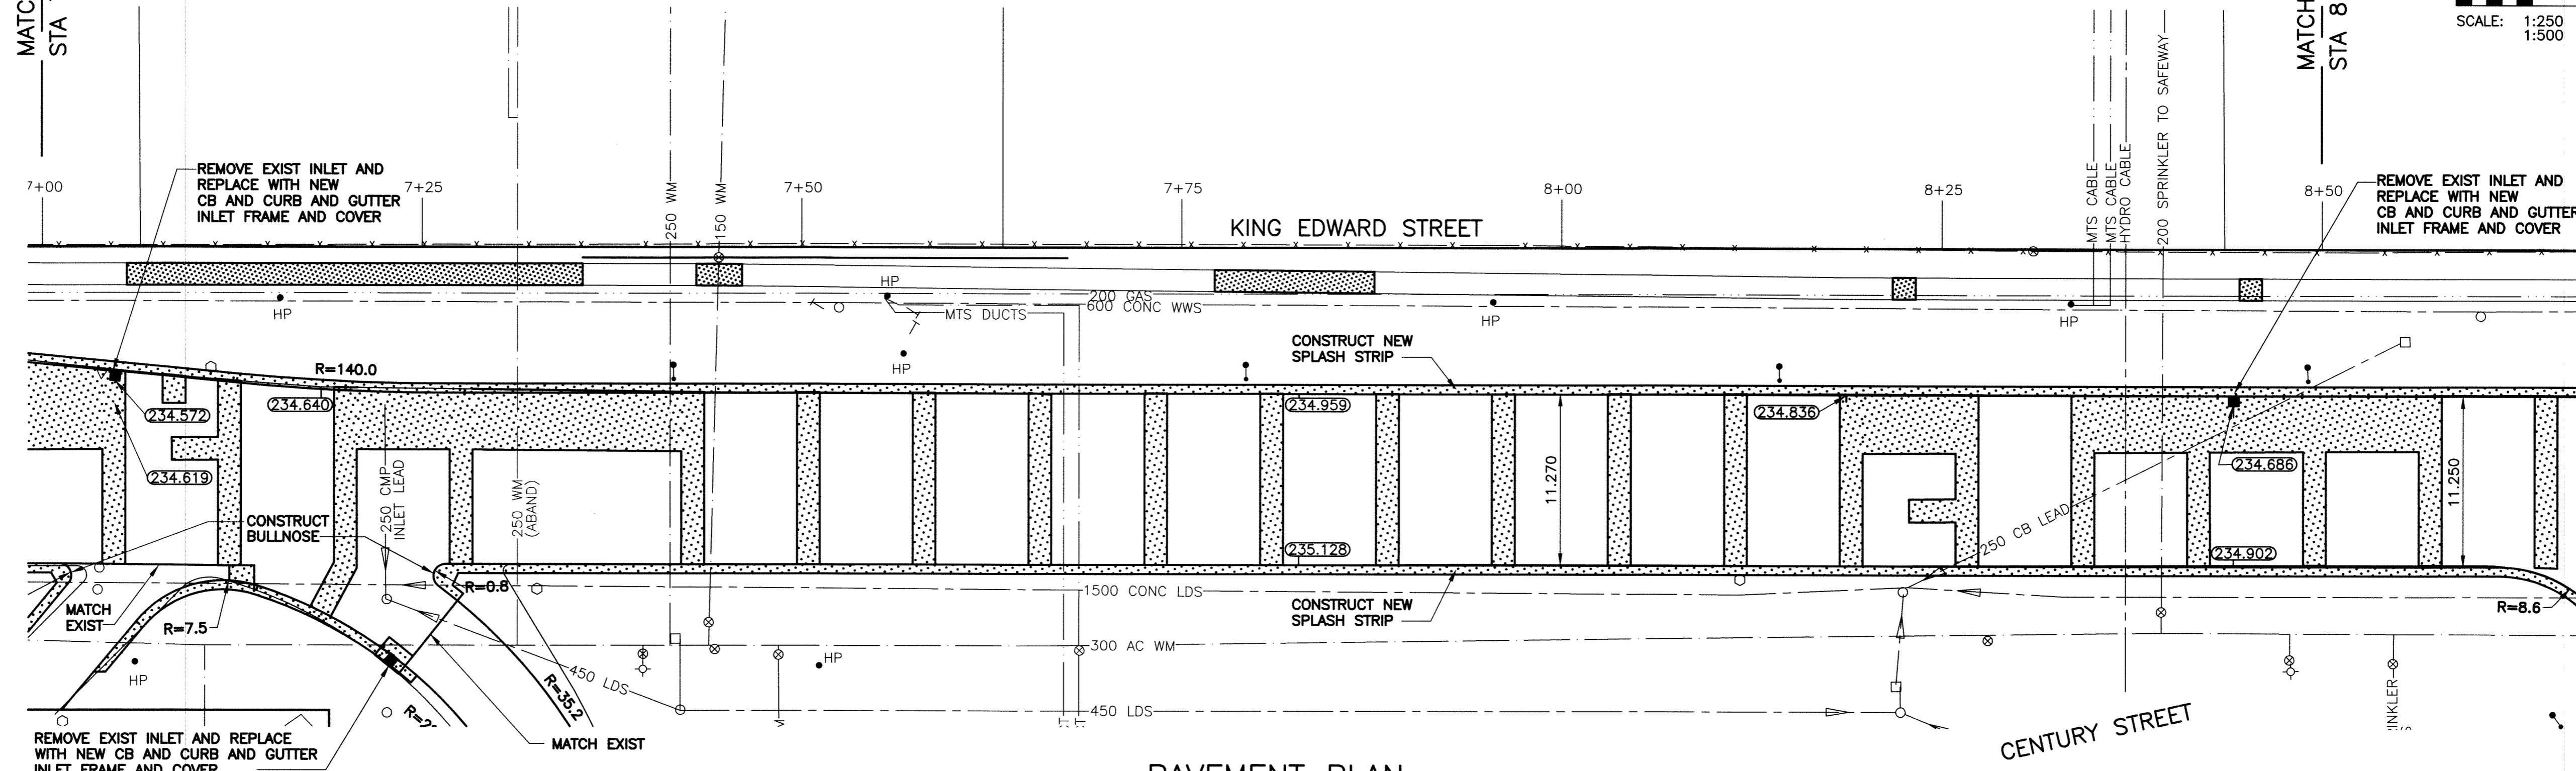 MATCH
STA 8
SCALE: 1:250
1:500
STA
REMOVE EXIST INLET AND
REPLACE WITH NEW
CB AND CURB AND GUTTER
INLET FRAME AND COVER
7+00
7+25
7+50
7+75
8+00
8+25
8+50
250 WM
150 WM
KING EDWARD STREET
MTS CABLE
MTS CABLE
HYDRO CABLE
200 SPRINKLER TO SAFEWAY
REMOVE EXIST INLET AND
REPLACE WITH NEW
CB AND CURB AND GUTTER
INLET FRAME AND COVER
HP
HP
200 GAS
600 CONC WWS
MTS DUCTS
HP
HP
HP
CONSTRUCT NEW
SPLASH STRIP
R=140.0
234.572
234.640
234.959
234.836
234.619
234.686
250 CMP
INLET LEAD
250 WM
(ABAND)
11.270
11.250
CONSTRUCT
BULLNOSE
235.128
250 CB LEAD
234.902
R=0.8
1500 CONC LDS
MATCH
EXIST
R=7.5
CONSTRUCT NEW
SPLASH STRIP
R=8.6
300 AC WM
HP
HP
450 LDS
R=35.2
450 LDS
CENTURY STREET
REMOVE EXIST INLET AND REPLACE
WITH NEW CB AND CURB AND GUTTER
INLET FRAME AND COVER
MATCH EXIST
PAVEMENT PLAN